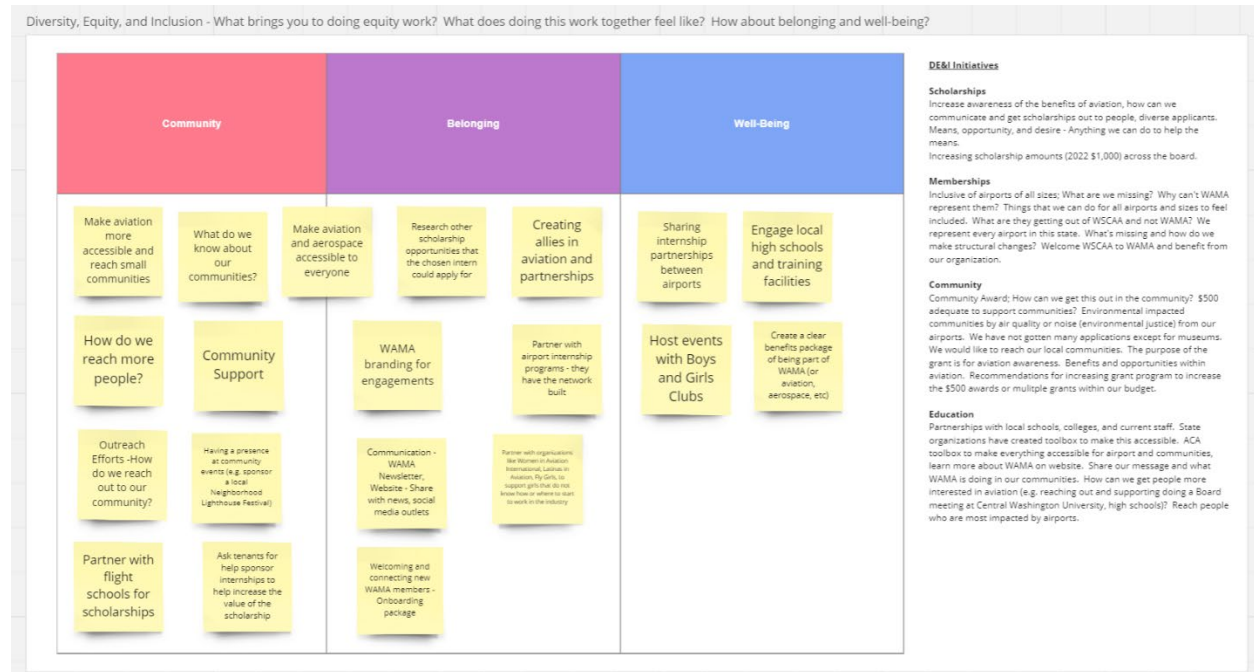 Diversity, Equity, and Inclusion - What brings you to doing equity work?  What does doing this work together feel like?  How about belonging and well-being?
Community
Belonging
Well-Being
Make aviation
more
accessible and
reach small
communities
What do we
know about
our
communities?
Make aviation
and aerospace
accessible to
everyone
Research other
scholarship
opportunities that
the chosen intern
could apply for
Creating
allies in
aviation and
partnerships
Sharing
internship
partnerships
between
airports
Engage local
high schools
and training
facilities
How do we
reach more
people?
Community
Support
WAMA
branding for
engagements
Partner with
airport internship
programs - they
have the network
built
Host events
with Boys
and Girls
Clubs
Create a clear
benefits package
of being part of
WAMA (or
aviation,
aerospace, etc)
Outreach
Efforts -How
do we reach
out to our
community?
Having a presence
at community
events (e.g. sponsor
a local
Neighborhood
Lighthouse Festival)
Communication -
WAMA
Newsletter,
Website - Share
with news, social
media outlets
Partner with organizations
like Women in Aviation
International, Latinas in
Aviation, Fly Girls, to
support girls that do not
know how or where to start
to work in the industry
Partner with
flight
schools for
scholarships
Ask tenants for
help sponsor
internships to
help increase the
value of the
scholarship
Welcoming and
connecting new
WAMA members -
Onboarding
package
DE&I Initiatives
Scholarships
Increase awareness of the benefits of aviation, how can we
communicate and get scholarships out to people, diverse applicants.
Means, opportunity, and desire - Anything we can do to help the
means.
Increasing scholarship amounts (2022 $1,000) across the board.
Memberships
Inclusive of airports of all sizes; What are we missing?  Why can't WAMA
represent them?  Things that we can do for all airports and sizes to feel
included.  What are they getting out of WSCAA and not WAMA?  We
represent every airport in this state.  What's missing and how do we
make structural changes?  Welcome WSCAA to WAMA and benefit from
our organization.
Community
Community Award; How can we get this out in the community?  $500
adequate to support communities?  Environmental impacted
communities by air quality or noise (environmental justice) from our
airports.  We have not gotten many applications except for museums.
We would like to reach our local communities.  The purpose of the
grant is for aviation awareness.  Benefits and opportunities within
aviation.  Recommendations for increasing grant program to increase
the $500 awards or mulitple grants within our budget.
Education
Partnerships with local schools, colleges, and current staff.  State
organizations have created toolbox to make this accessible.  ACA
toolbox to make everything accessible for airport and communities,
learn more about WAMA on website.  Share our message and what
WAMA is doing in our communities.  How can we get people more
interested in aviation (e.g. reaching out and supporting doing a Board
meeting at Central Washington University, high schools)?  Reach people
who are most impacted by airports.